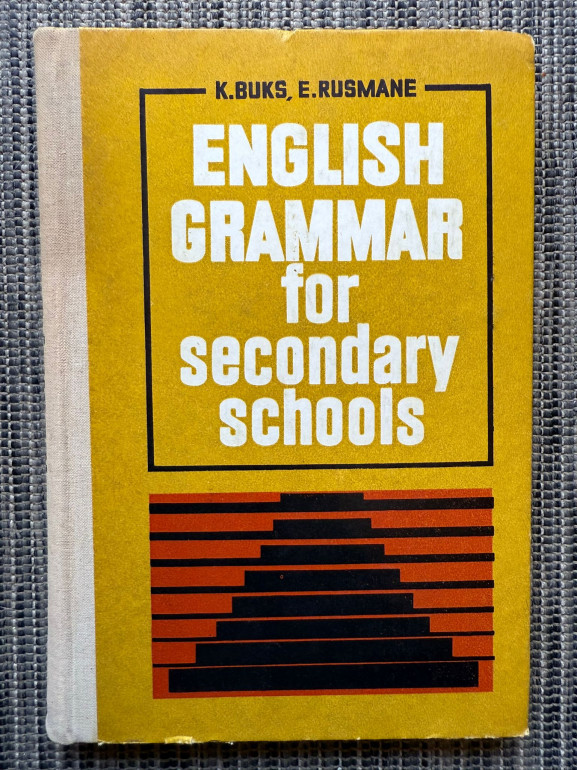 K.BUKS, E.RUSMANE
ENGLISH
GRAMMAR
for
secondary
schools